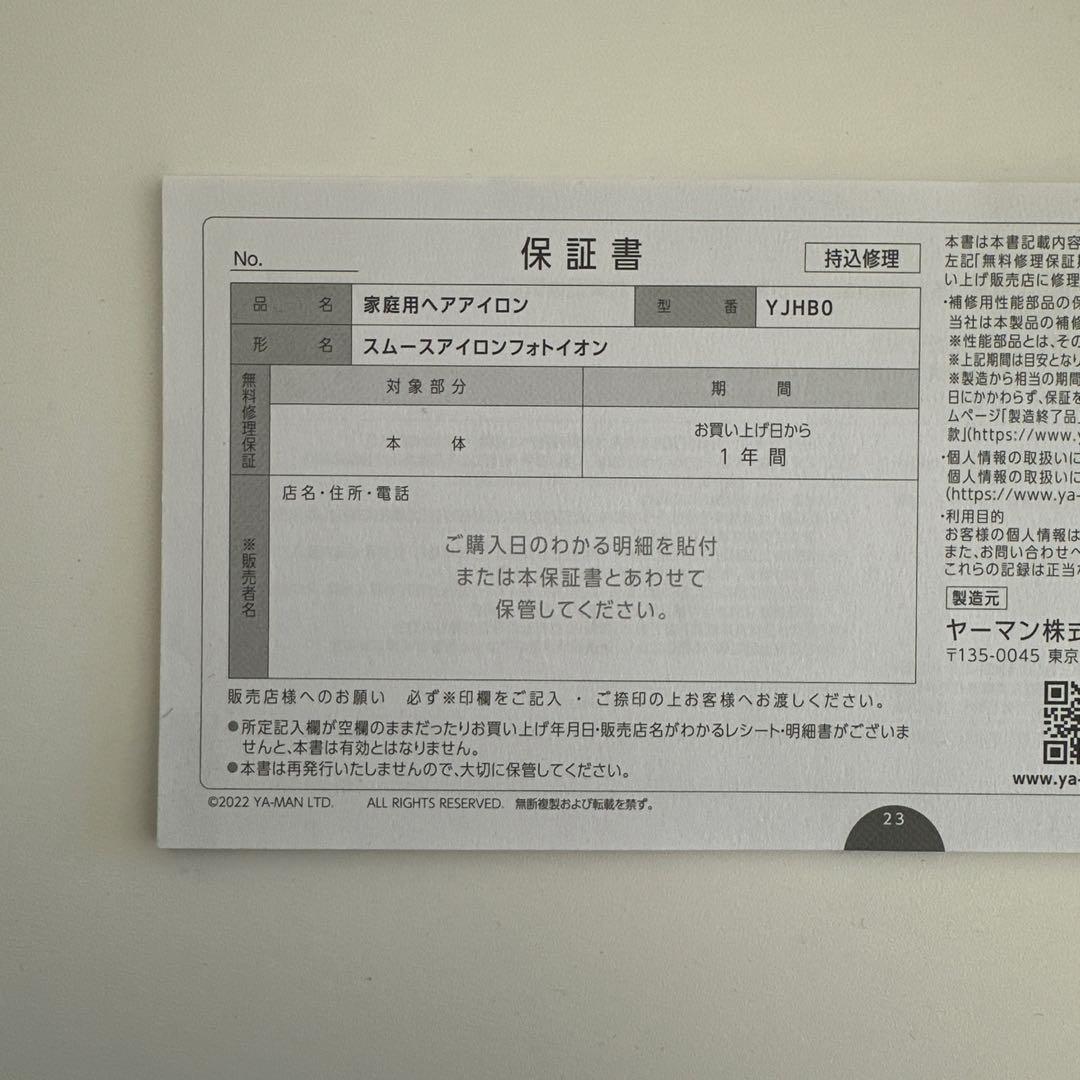 No.
保証書
持込修理
品名 家庭用ヘアアイロン 型番 YJHB0
形名 スムースアイロンフォトイオン
無料修理保証
対象部分 期間
本体
お買い上げ日から
1年間
※販売者名
店名・住所・電話
ご購入日のわかる明細を貼付
または本保証書とあわせて
保管してください。
販売店様へのお願い 必ず※印欄をご記入・ご捺印の上お客様へお渡しください。
●所定記入欄が空欄のままだったりお買い上げ年月日・販売店名がわかるレシート・明細書がございま
せんと、本書は有効とはなりません。
●本書は再発行いたしませんので、大切に保管してください。
©2022 YA-MAN LTD. ALL RIGHTS RESERVED. 無断複製および転載を禁ず。
23
本書は本書記載内容
左記「無料修理保証
い上げ販売店に修理
・補修用性能部品の
当社は本製品の補修
※性能部品とは、その
※上記期間は目安となり
※製造から相当の期間
日にかかわらず、保証を
ムページ「製造終了品
款」(https://www.
・個人情報の取扱いに
個人情報の取扱いに
(https://www.ya-
・利用目的
お客様の個人情報は
また、お問い合わせへ
これらの記録は正当
製造元
ヤーマン株式
〒135-0045 東京
www.ya-